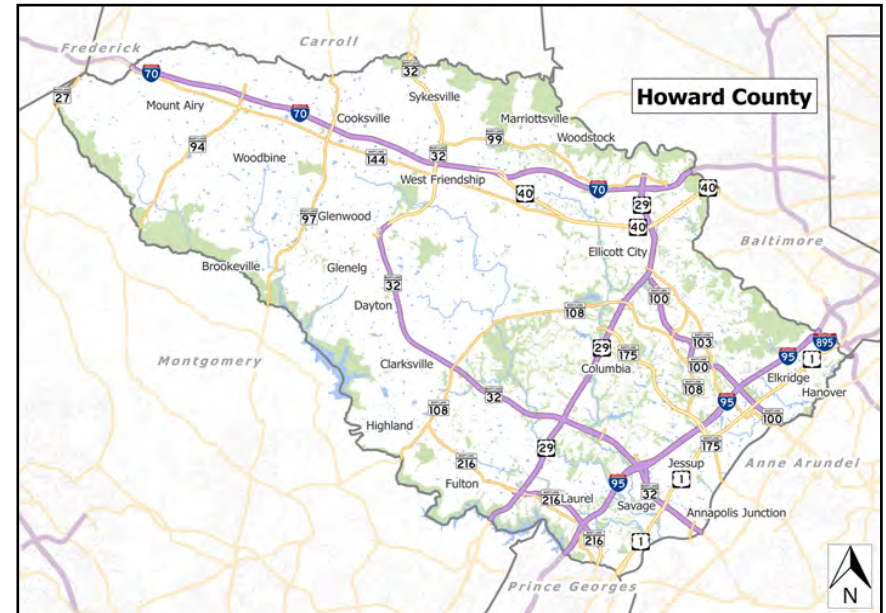 Frederick
Carroll
70
32
27
Mount Airy
70
Sykesville
Howard County
Cooksville
Marriottsville
94
99
Woodstock
Woodbine
144
32
West Friendship
70
40
40
29
97
Glenwood
40
Baltimore
Ellicott City
Brookeville
Glenelg
32
100
Dayton
108
103
895
29
175
95
1
Montgomery
Clarksville
Columbia
100
Elkridge
32
108
Hanover
95
108
100
Highland
29
175
216
Jessup
Anne Arundel
Fulton
95
1
216
Laurel
32
Savage
Annapolis Junction
216
1
Prince Georges
N